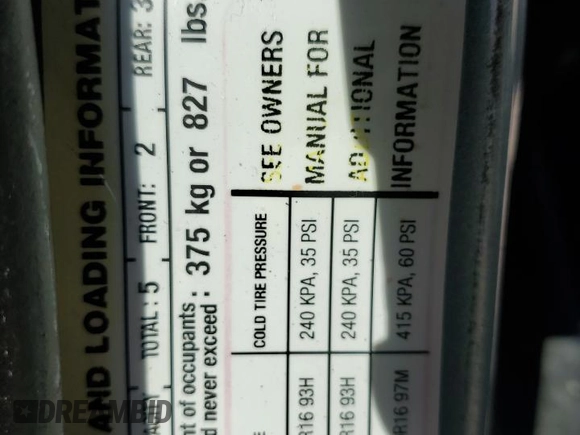 AND LOADING INFORMAT
TOTAL : 5 FRONT: 2 REAR: 3
nt of occupants :
d never exceed : 375 kg or 827 lbs
COLD TIRE PRESSURE
R16 93H 240 KPA, 35 PSI
R16 93H 240 KPA, 35 PSI
R16 97M 415 KPA, 60 PSI
SEE OWNERS
MANUAL FOR
ADDITIONAL
INFORMATION
DREAMBID